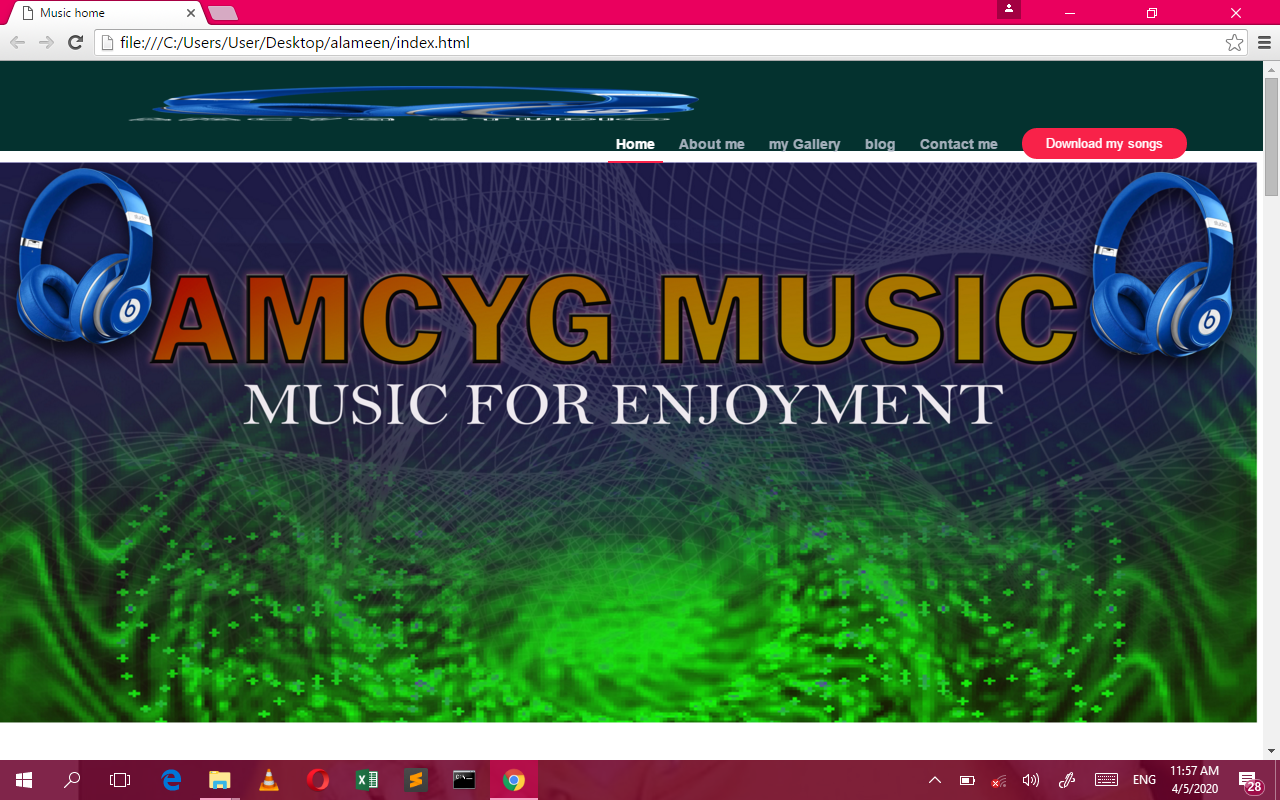 Music home
file:///C:/Users/User/Desktop/alameen/index.html
Home About me my Gallery blog Contact me Download my songs
AMCYG MUSIC
MUSIC FOR ENJOYMENT
ENG
11:57 AM
4/5/2020
28